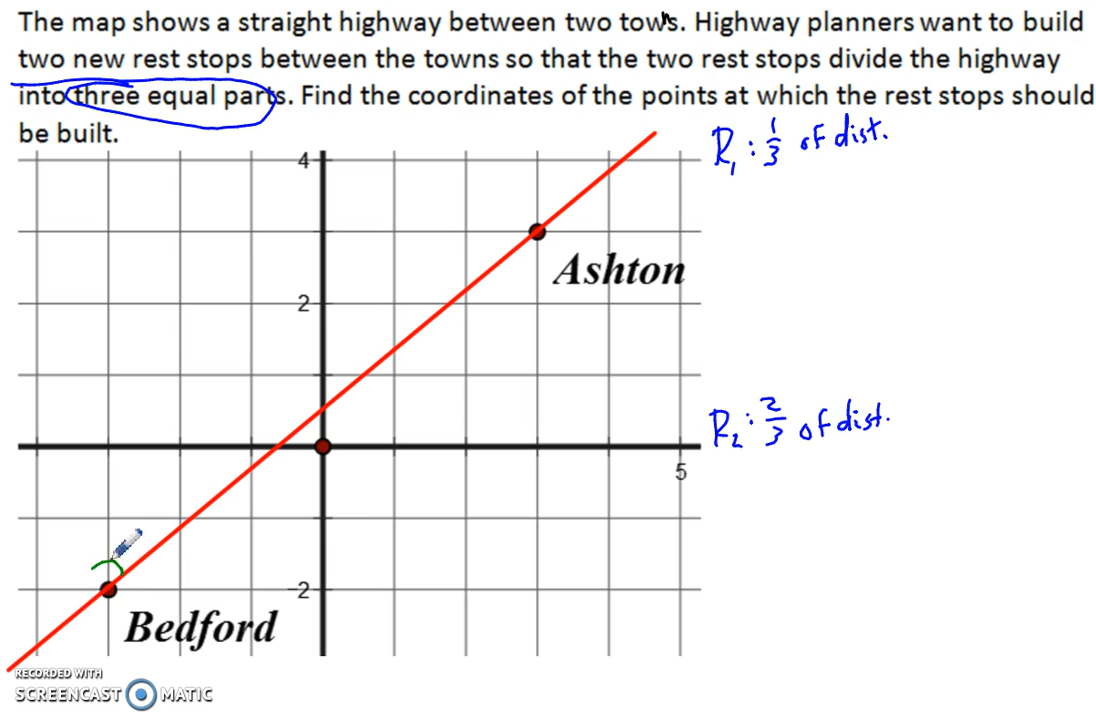 The map shows a straight highway between two towns. Highway planners want to build
two new rest stops between the towns so that the two rest stops divide the highway
into three equal parts. Find the coordinates of the points at which the rest stops should
be built.
R₁ : 1/3 of dist.
4
Ashton
2
R₂ : 2/3 of dist.
5
-2
Bedford
RECORDED WITH
SCREENCAST MATIC